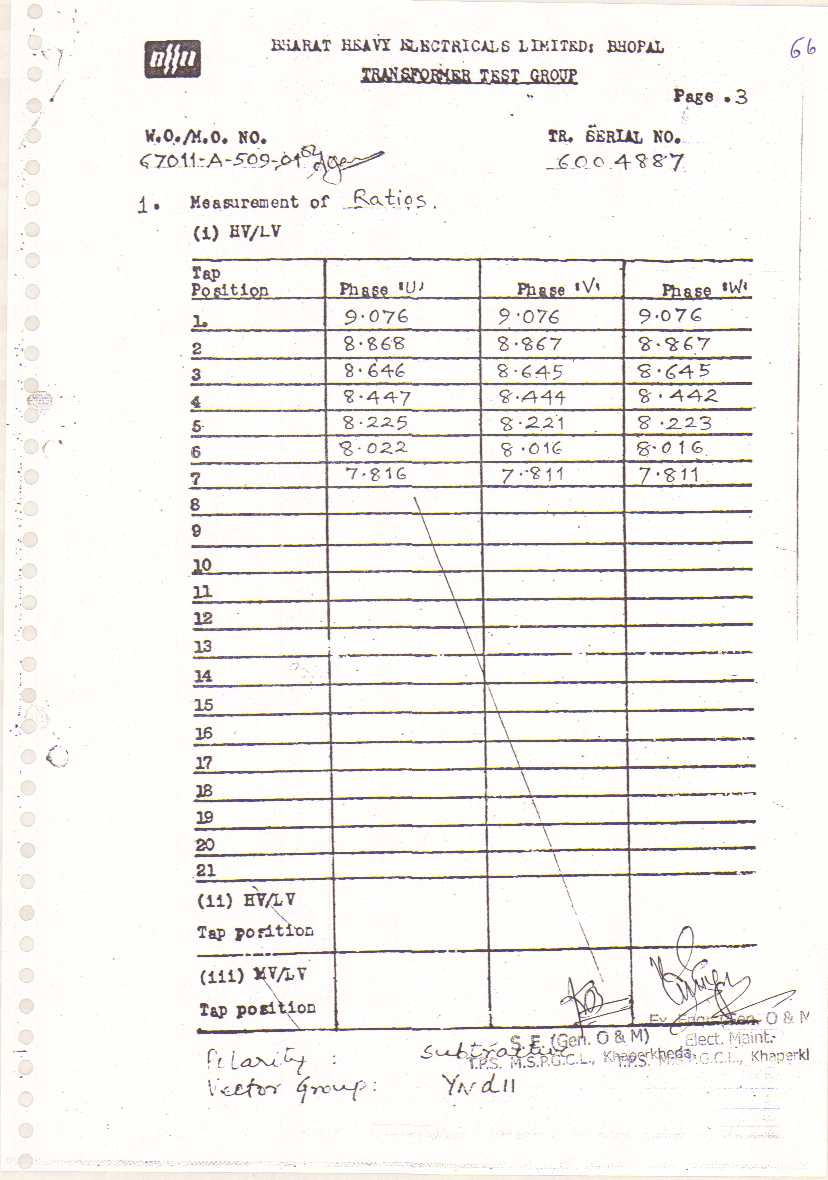 BHARAT HEAVY ELECTRICALS LIMITED: BHOPAL
66
TRANSFORMER TEST GROUP
Page .3
W.O./M.O. NO.
TR. SERIAL NO.
67011-A-509-01
6004887
1. Measurement of Ratios.
(i) HV/LV
Tap Position Phase 'U' Phase 'V' Phase 'W'
1. 9.076 9.076 9.076
2 8.868 8.867 8.867
3 8.646 8.645 8.645
4 8.447 8.444 8.442
5 8.225 8.221 8.223
6 8.022 8.016 8.016
7 7.816 7.811 7.811
8
9
10
11
12
13
14
15
16
17
18
19
20
21
(ii) HV/LV
Tap position
(iii) MV/LV
Tap position
Ex. Engr. Gen. O & M
S.E. (Gen. O & M) Elect. Maint.
Polarity : Subtractive
T.P.S. M.S.P.G.C.L., Khaperkheda. T.P.S. M.S.P.G.C.L., Khaperkl
Vector Group: YNd11